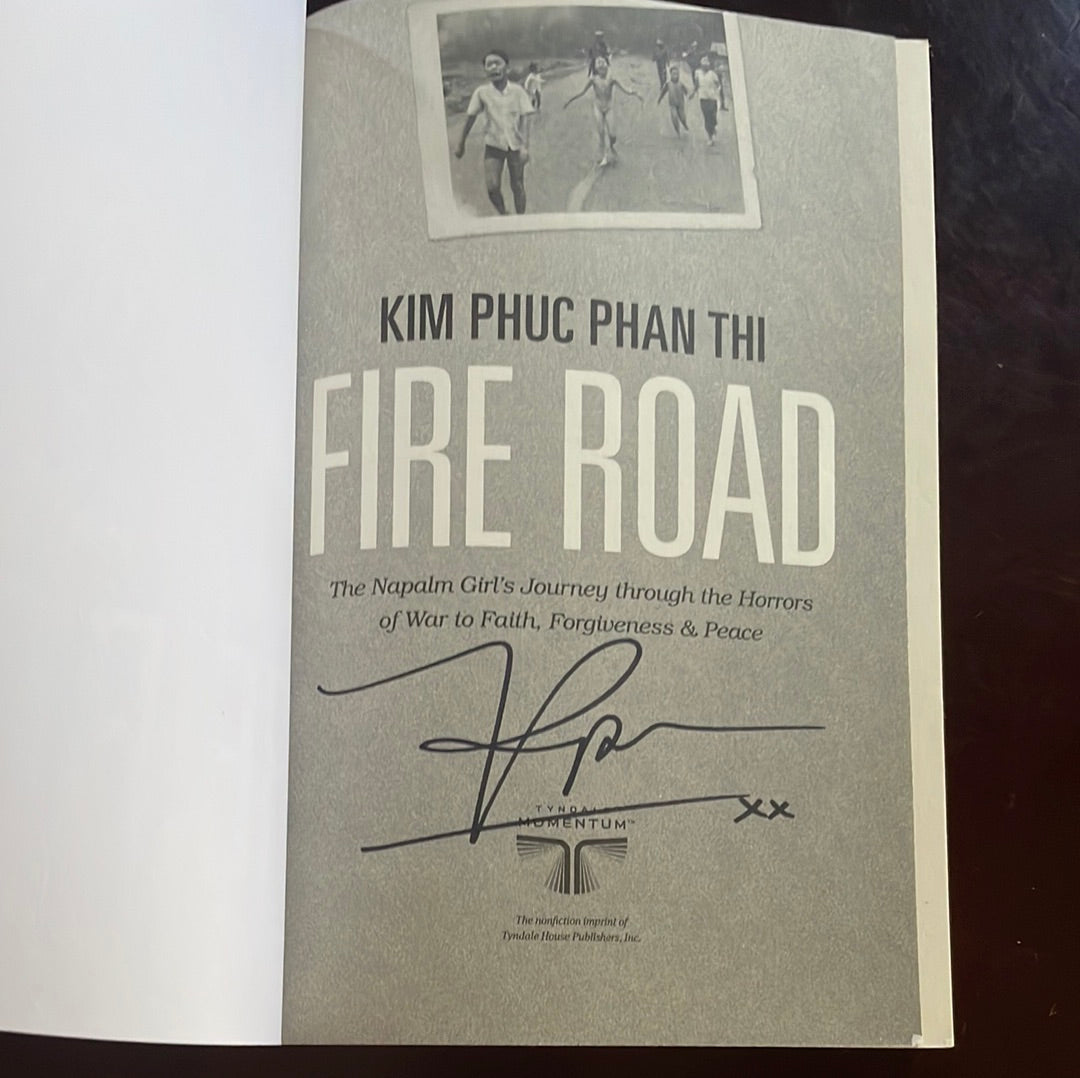 KIM PHUC PHAN THI
FIRE ROAD
The Napalm Girl's Journey through the Horrors
of War to Faith, Forgiveness & Peace
xx
MOMENTUM™
The nonfiction imprint of
Tyndale House Publishers, Inc.